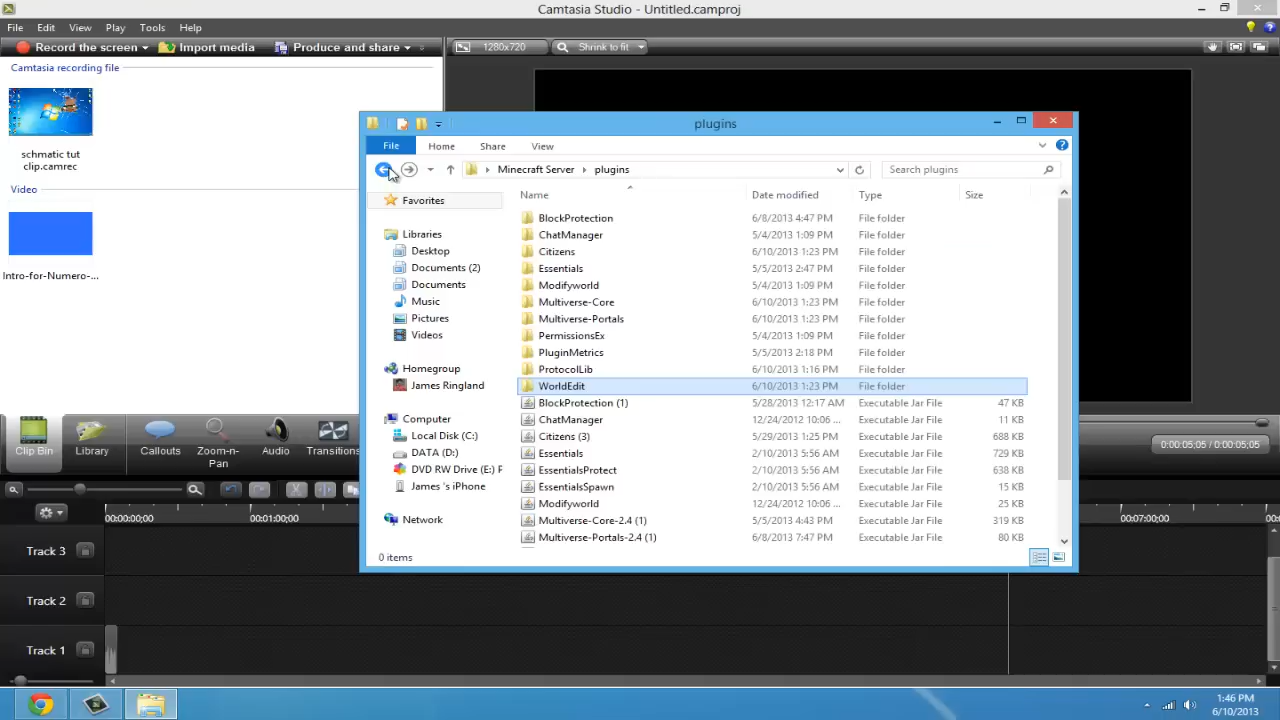 Camtasia Studio - Untitled.camproj
File Edit View Play Tools Help
Record the screen Import media Produce and share
1280x720 Shrink to fit
Camtasia recording file
schmatic tut
clip.camrec
Video
Intro-for-Numero-...
plugins
File Home Share View
Minecraft Server plugins
Search plugins
Name Date modified Type Size
Favorites
Libraries
Desktop
Documents (2)
Documents
Music
Pictures
Videos
Homegroup
James Ringland
Computer
Local Disk (C:)
DATA (D:)
DVD RW Drive (E:) F
James 's iPhone
Network
BlockProtection 6/8/2013 4:47 PM File folder
ChatManager 5/4/2013 1:09 PM File folder
Citizens 6/10/2013 1:23 PM File folder
Essentials 5/5/2013 2:47 PM File folder
Modifyworld 5/4/2013 1:09 PM File folder
Multiverse-Core 6/10/2013 1:23 PM File folder
Multiverse-Portals 6/10/2013 1:23 PM File folder
PermissionsEx 5/4/2013 1:09 PM File folder
PluginMetrics 5/5/2013 2:18 PM File folder
ProtocolLib 6/10/2013 1:16 PM File folder
WorldEdit 6/10/2013 1:23 PM File folder
BlockProtection (1) 5/28/2013 12:17 AM Executable Jar File 47 KB
ChatManager 12/24/2012 10:06 ... Executable Jar File 11 KB
Citizens (3) 5/29/2013 1:25 PM Executable Jar File 688 KB
Essentials 2/10/2013 5:56 AM Executable Jar File 729 KB
EssentialsProtect 2/10/2013 5:56 AM Executable Jar File 638 KB
EssentialsSpawn 2/10/2013 5:56 AM Executable Jar File 15 KB
Modifyworld 12/24/2012 10:06 ... Executable Jar File 25 KB
Multiverse-Core-2.4 (1) 5/5/2013 4:43 PM Executable Jar File 319 KB
Multiverse-Portals-2.4 (1) 6/8/2013 7:47 PM Executable Jar File 80 KB
0 items
Clip Bin Library Callouts Zoom-n-
Pan Audio Transitions
0:00:05;05 / 0:00:05;05
00:00:00;00 00:01:00;00 00:07:00;00
Track 3
Track 2
Track 1
1:46 PM
6/10/2013